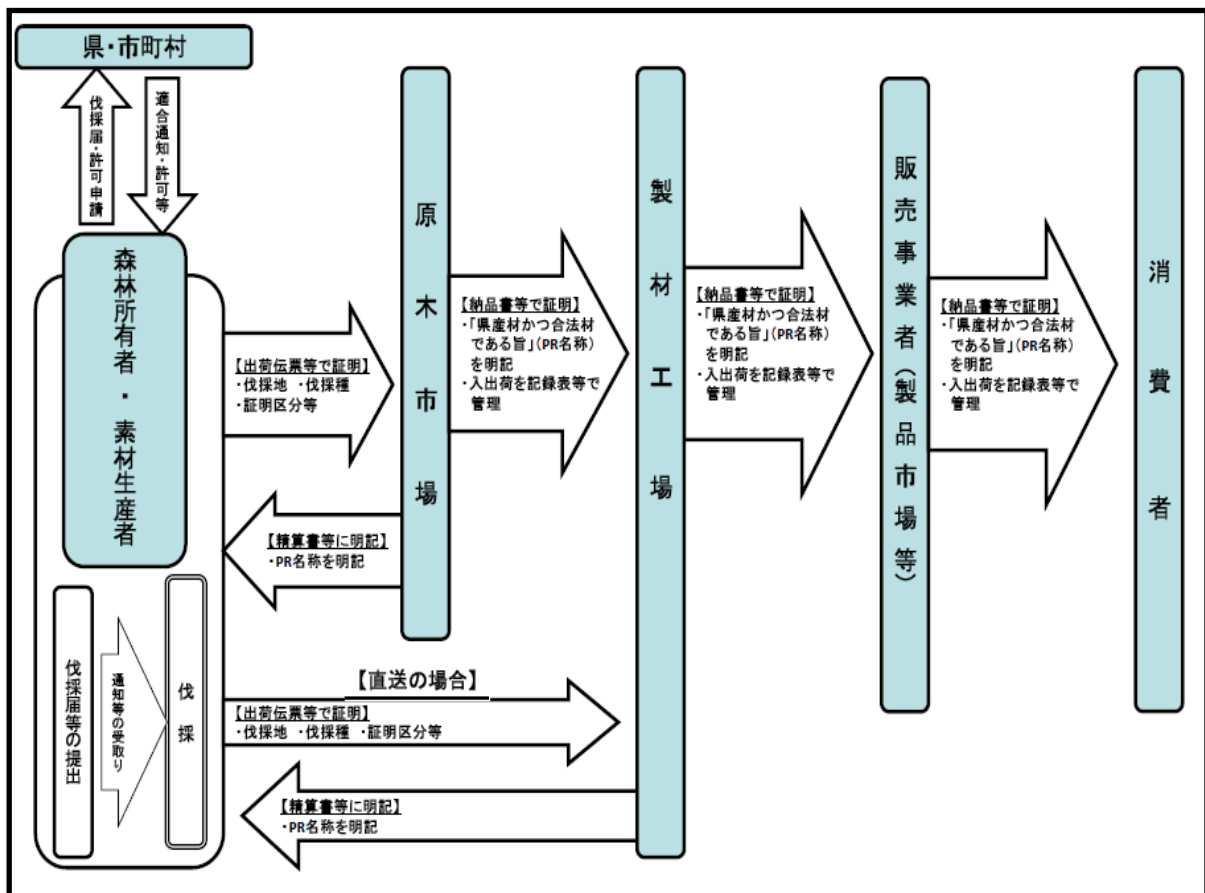 県・市町村
伐採届・許可申請
適合通知・許可等
森林所有者・素材生産者
【出荷伝票等で証明】
・伐採地 ・伐採種
・証明区分等
原木市場
【納品書等で証明】
・「県産材かつ合法材
である旨」(PR名称)
を明記
・入出荷を記録表等で
管理
製材工場
【納品書等で証明】
・「県産材かつ合法材
である旨」(PR名称)
を明記
・入出荷を記録表等で
管理
販売事業者(製品市場等)
【納品書等で証明】
・「県産材かつ合法材
である旨」(PR名称)
を明記
・入出荷を記録表等で
管理
消費者
【精算書等に明記】
・PR名称を明記
伐採届等の提出
通知等の受取り
伐採
【直送の場合】
【出荷伝票等で証明】
・伐採地 ・伐採種 ・証明区分等
【精算書等に明記】
・PR名称を明記